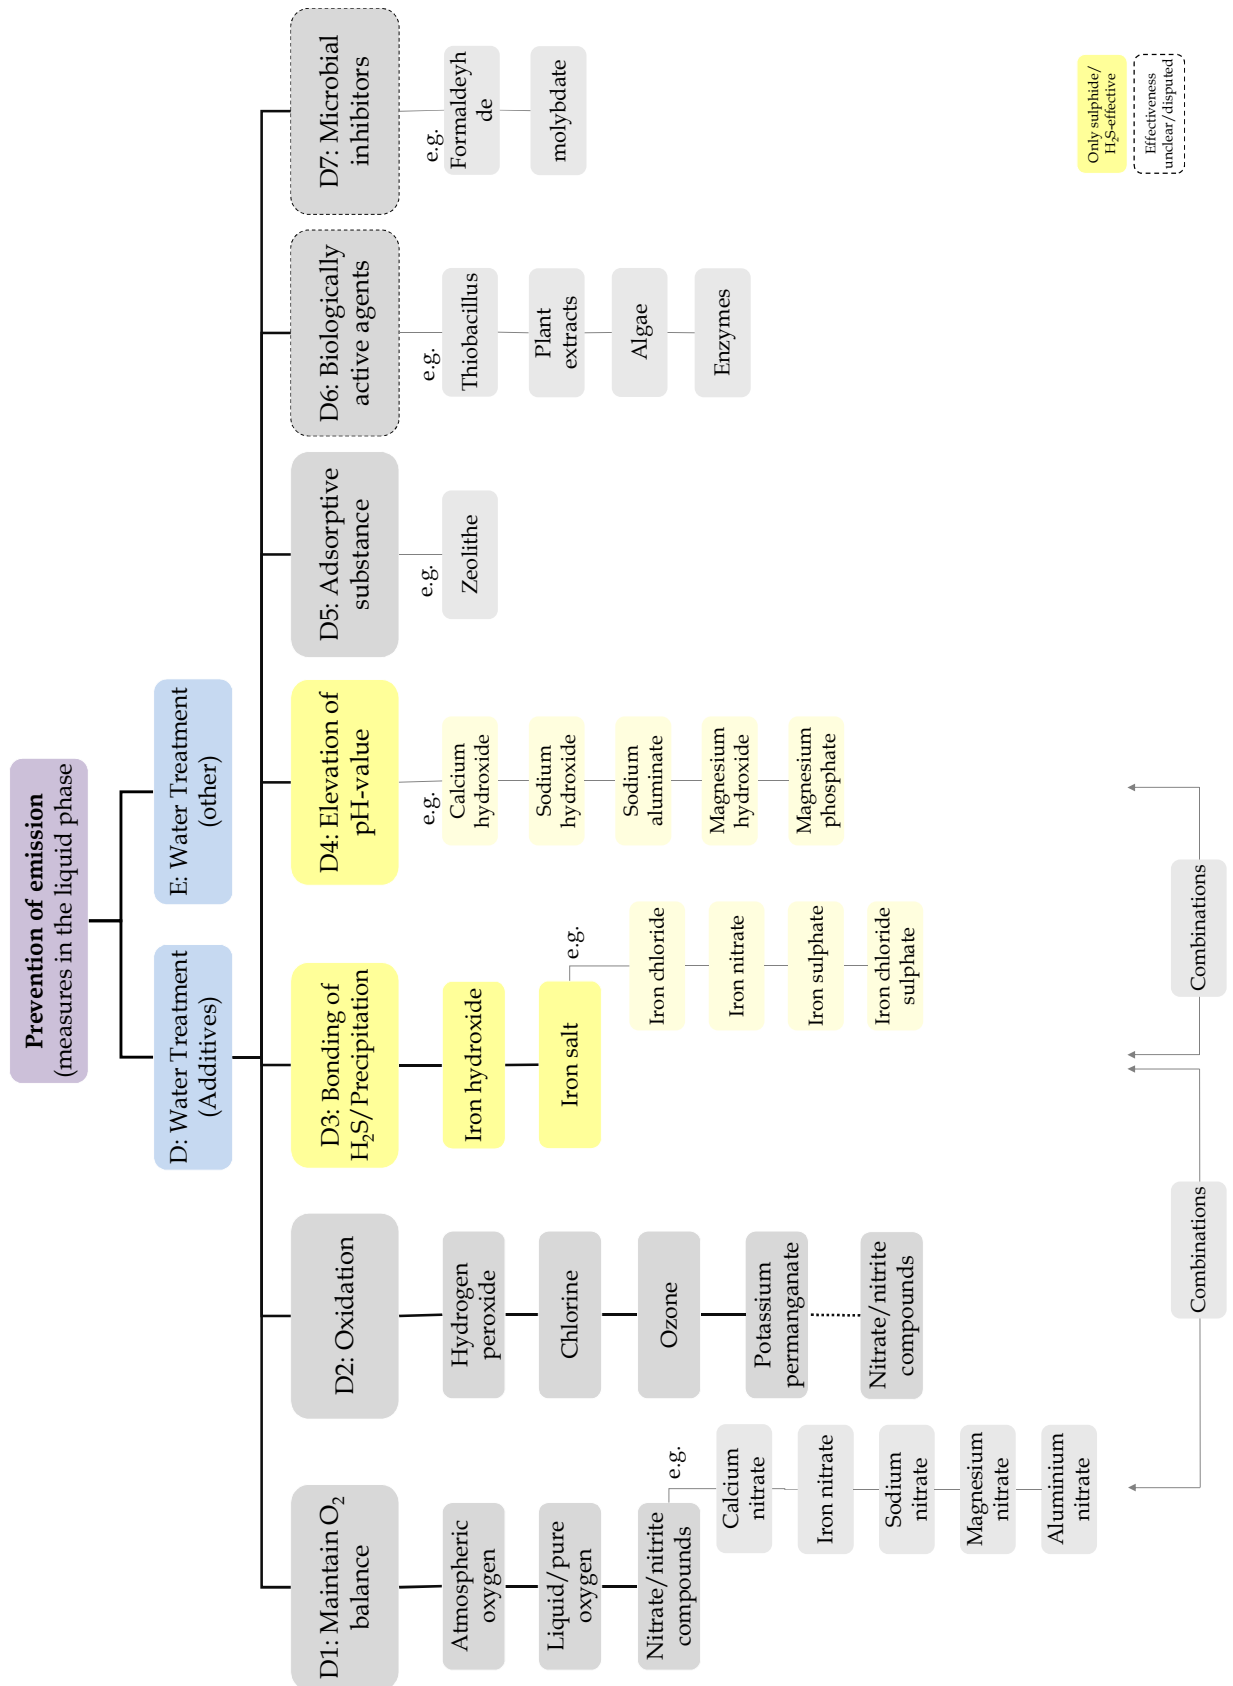 Prevention of emission
(measures in the liquid phase
D: Water Treatment
(Additives)
E: Water Treatment
(other)
D1: Maintain O2
balance
Atmospheric
oxygen
Liquid/pure
oxygen
Nitrate/nitrite
compounds
e.g.
Calcium
nitrate
Iron nitrate
Sodium
nitrate
Magnesium
nitrate
Aluminium
nitrate
D2: Oxidation
Hydrogen
peroxide
Chlorine
Ozone
Potassium
permanganate
Nitrate/nitrite
compounds
D3: Bonding of
H2S/Precipitation
Iron hydroxide
Iron salt
e.g.
Iron chloride
Iron nitrate
Iron sulphate
Iron chloride
sulphate
D4: Elevation of
pH-value
e.g.
Calcium
hydroxide
Sodium
hydroxide
Sodium
aluminate
Magnesium
hydroxide
Magnesium
phosphate
D5: Adsorptive
substance
e.g.
Zeolithe
D6: Biologically
active agents
e.g.
Thiobacillus
Plant
extracts
Algae
Enzymes
D7: Microbial
inhibitors
e.g.
Formaldeyh
de
molybdate
Combinations
Combinations
Only sulphide/
H2S-effective
Effectiveness
unclear/disputed